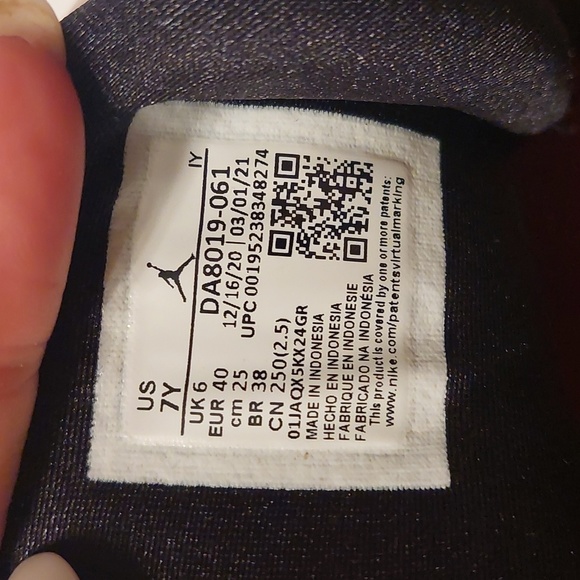 US
7Y
IY
UK 6
EUR 40
cm 25
BR 38
CN 250(2.5)
DA8019-061
12/16/20 | 03/01/21
UPC 00195238348274
01IAQX5KX24GR
MADE IN INDONESIA
HECHO EN INDONESIA
FABRIQUE EN INDONESIE
FABRICADO NA INDONÉSIA
This product is covered by one or more patents:
www.nike.com/patentsvirtualmarking